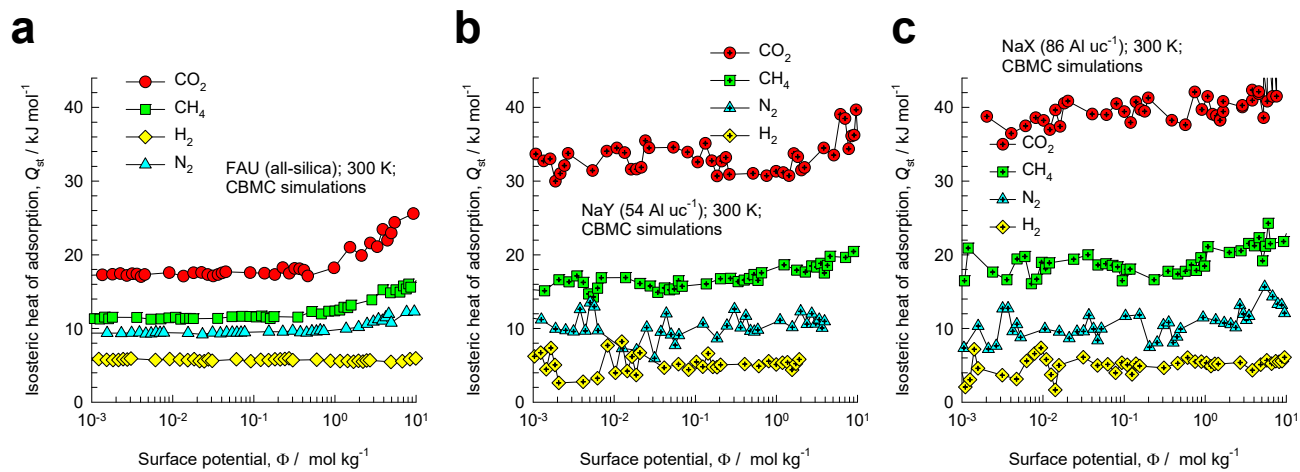 a
CO2
CH4
H2
N2
FAU (all-silica); 300 K;
CBMC simulations
Isosteric heat of adsorption, Qst / kJ mol-1
40
30
20
10
0
10-3 10-2 10-1 100 101
Surface potential, Φ / mol kg-1
b
CO2
CH4
N2
H2
NaY (54 Al uc-1); 300 K;
CBMC simulations
Isosteric heat of adsorption, Qst / kJ mol-1
40
30
20
10
0
10-3 10-2 10-1 100 101
Surface potential, Φ / mol kg-1
c
NaX (86 Al uc-1); 300 K;
CBMC simulations
CO2
CH4
N2
H2
Isosteric heat of adsorption, Qst / kJ mol-1
40
30
20
10
0
10-3 10-2 10-1 100 101
Surface potential, Φ / mol kg-1